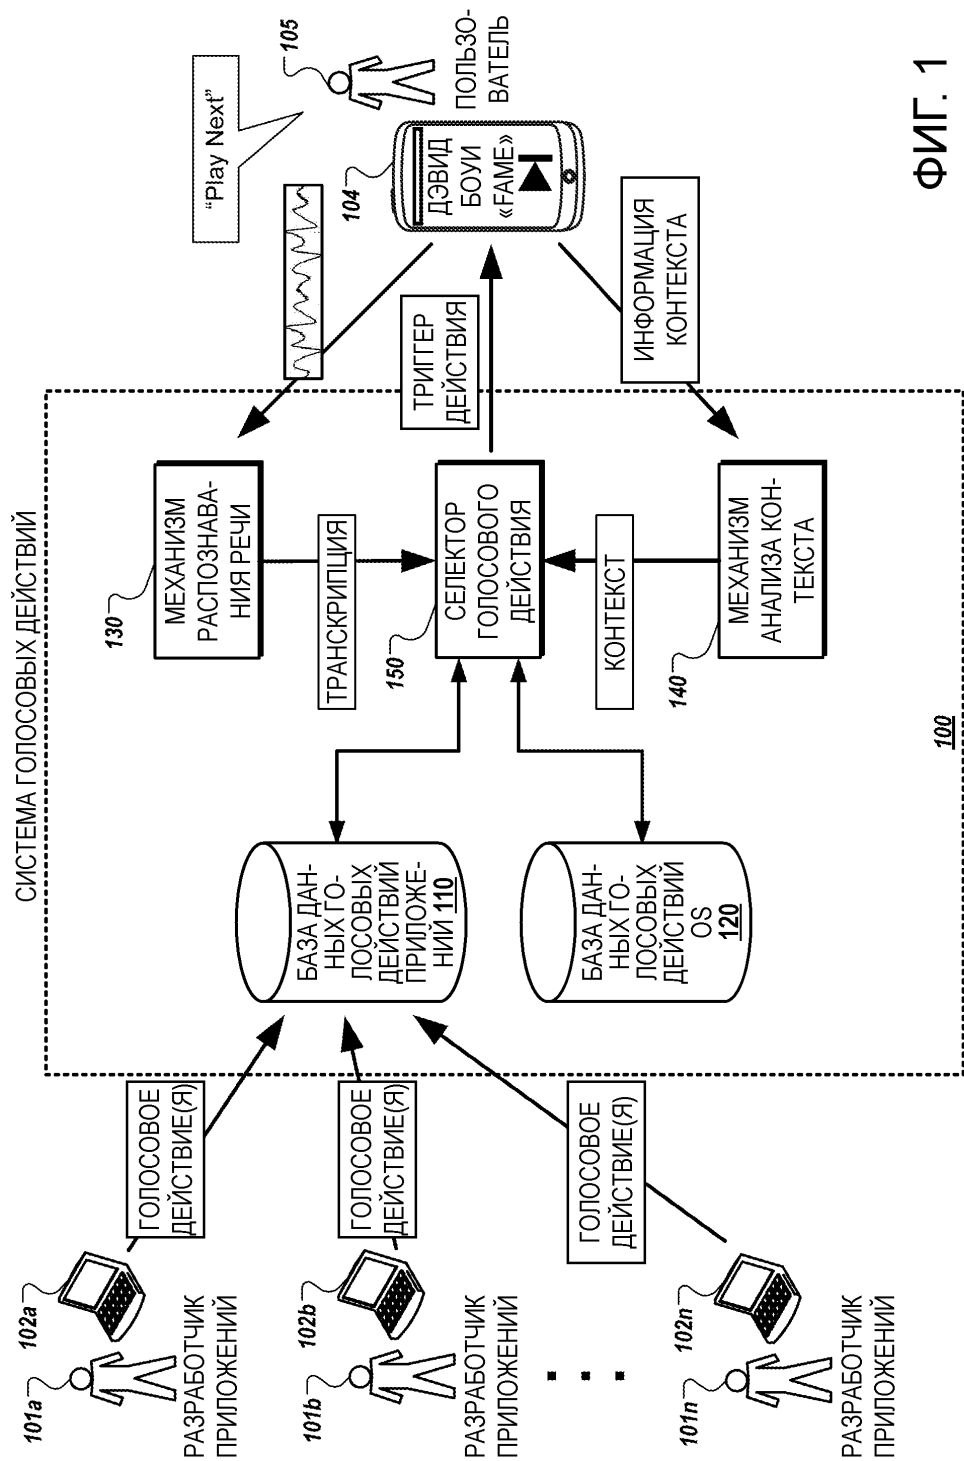 СИСТЕМА ГОЛОСОВЫХ ДЕЙСТВИЙ
101a
102a
РАЗРАБОТЧИК
ПРИЛОЖЕНИЙ
ГОЛОСОВОЕ
ДЕЙСТВИЕ(Я)
101b
102b
РАЗРАБОТЧИК
ПРИЛОЖЕНИЙ
ГОЛОСОВОЕ
ДЕЙСТВИЕ(Я)
101n
102n
РАЗРАБОТЧИК
ПРИЛОЖЕНИЙ
ГОЛОСОВОЕ
ДЕЙСТВИЕ(Я)
БАЗА ДАН-
НЫХ ГО-
ЛОСОВЫХ
ДЕЙСТВИЙ
ПРИЛОЖЕ-
НИЙ 110
БАЗА ДАН-
НЫХ ГО-
ЛОСОВЫХ
ДЕЙСТВИЙ
OS
120
130
МЕХАНИЗМ
РАСПОЗНАВА-
НИЯ РЕЧИ
ТРАНСКРИПЦИЯ
150
СЕЛЕКТОР
ГОЛОСОВОГО
ДЕЙСТВИЯ
КОНТЕКСТ
140
МЕХАНИЗМ
АНАЛИЗА КОН-
ТЕКСТА
100
ТРИГГЕР
ДЕЙСТВИЯ
ИНФОРМАЦИЯ
КОНТЕКСТА
“Play Next”
105
ПОЛЬЗО-
ВАТЕЛЬ
104
ДЭВИД
БОУИ
«FAME»
ФИГ. 1